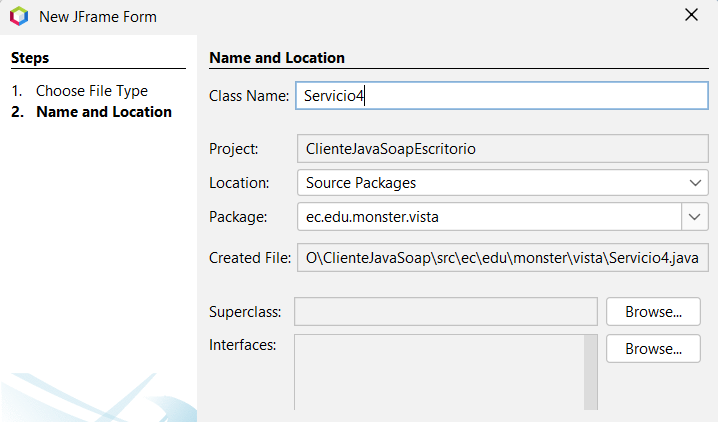 New JFrame Form
Steps
1. Choose File Type
2. Name and Location
Name and Location
Class Name: Servicio4
Project: ClienteJavaSoapEscritorio
Location: Source Packages
Package: ec.edu.monster.vista
Created File: O\ClienteJavaSoap\src\ec\edu\monster\vista\Servicio4.java
Superclass: Browse...
Interfaces: Browse...